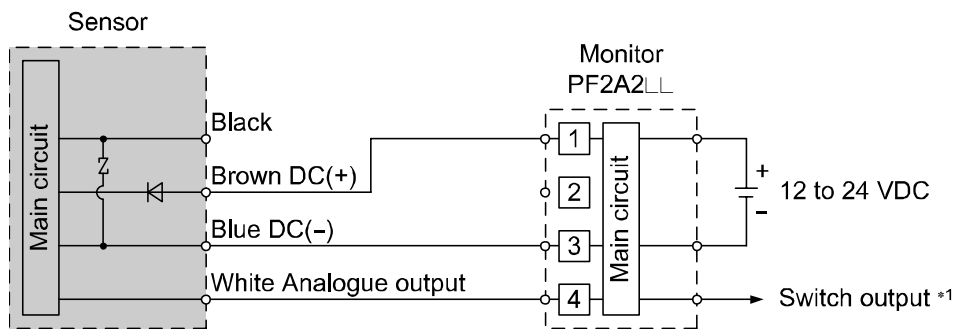 Sensor
Monitor
PF2A2□□
Main circuit
Black
Brown DC(+)
Blue DC(−)
White Analogue output
1
2
3
4
Main circuit
+
12 to 24 VDC
−
Switch output *1